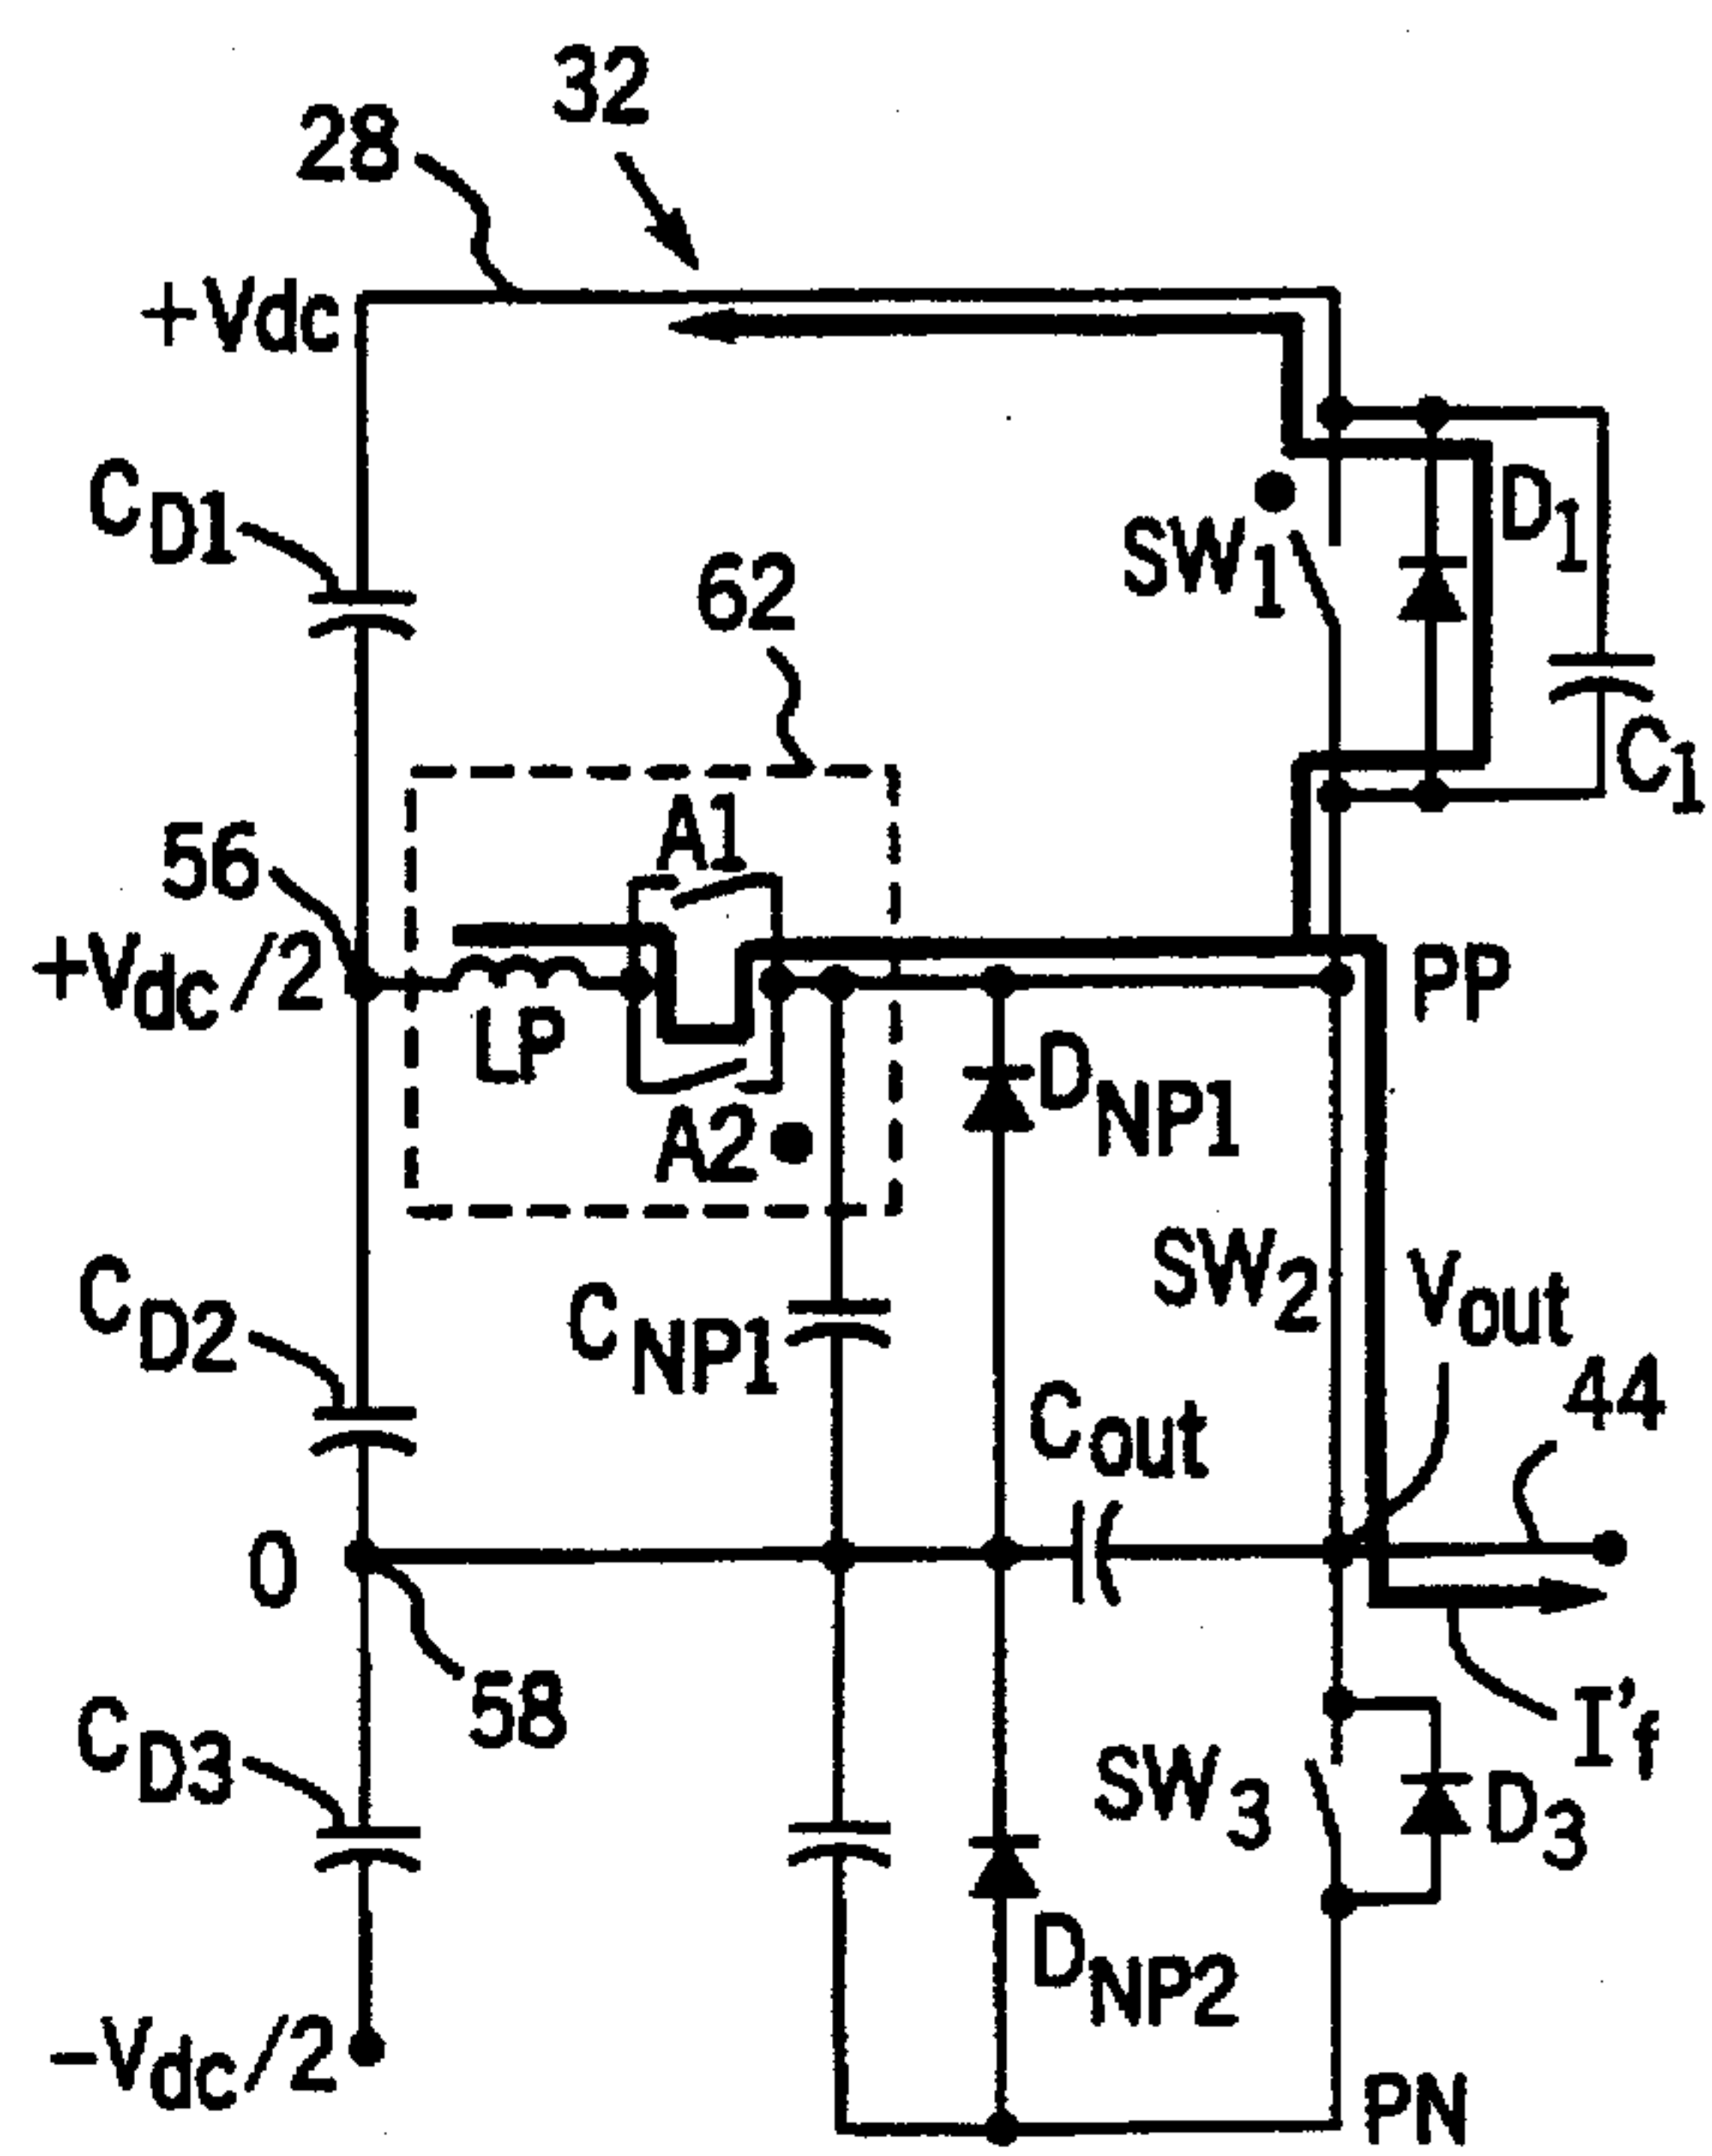 32
28
+Vdc
CD1
SW1
D1
62
C1
A1
56
+Vdc/2
PP
LP
DNP1
A2
SW2
CD2
CNP1
Vout
Cout
44
0
58
I'f
CD3
SW3
D3
DNP2
-Vdc/2
PN